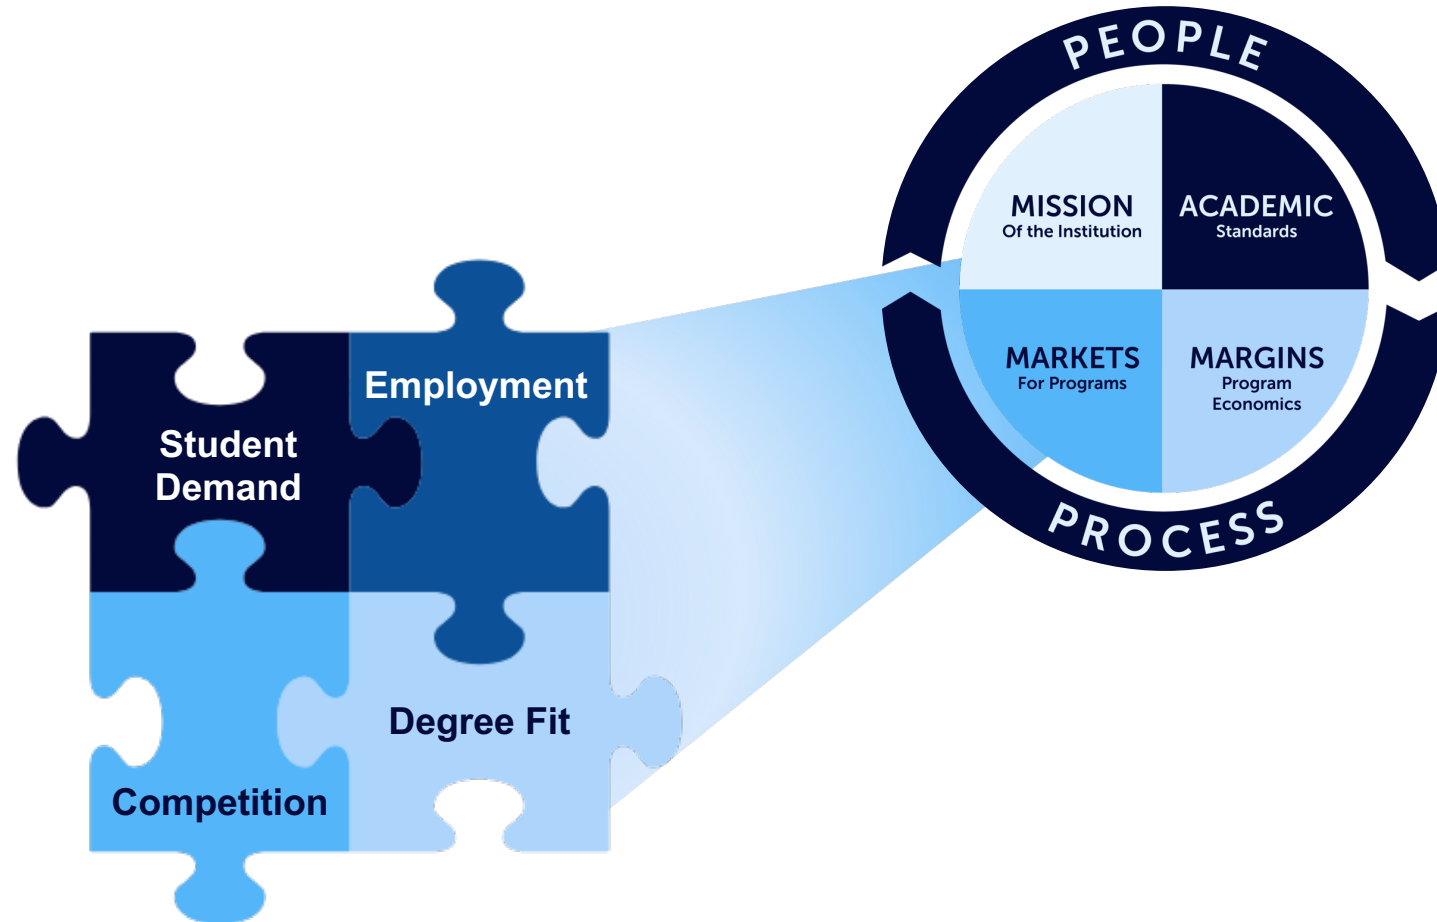 PEOPLE
MISSION
Of the Institution
ACADEMIC
Standards
MARKETS
For Programs
MARGINS
Program
Economics
PROCESS
Employment
Student
Demand
Degree Fit
Competition